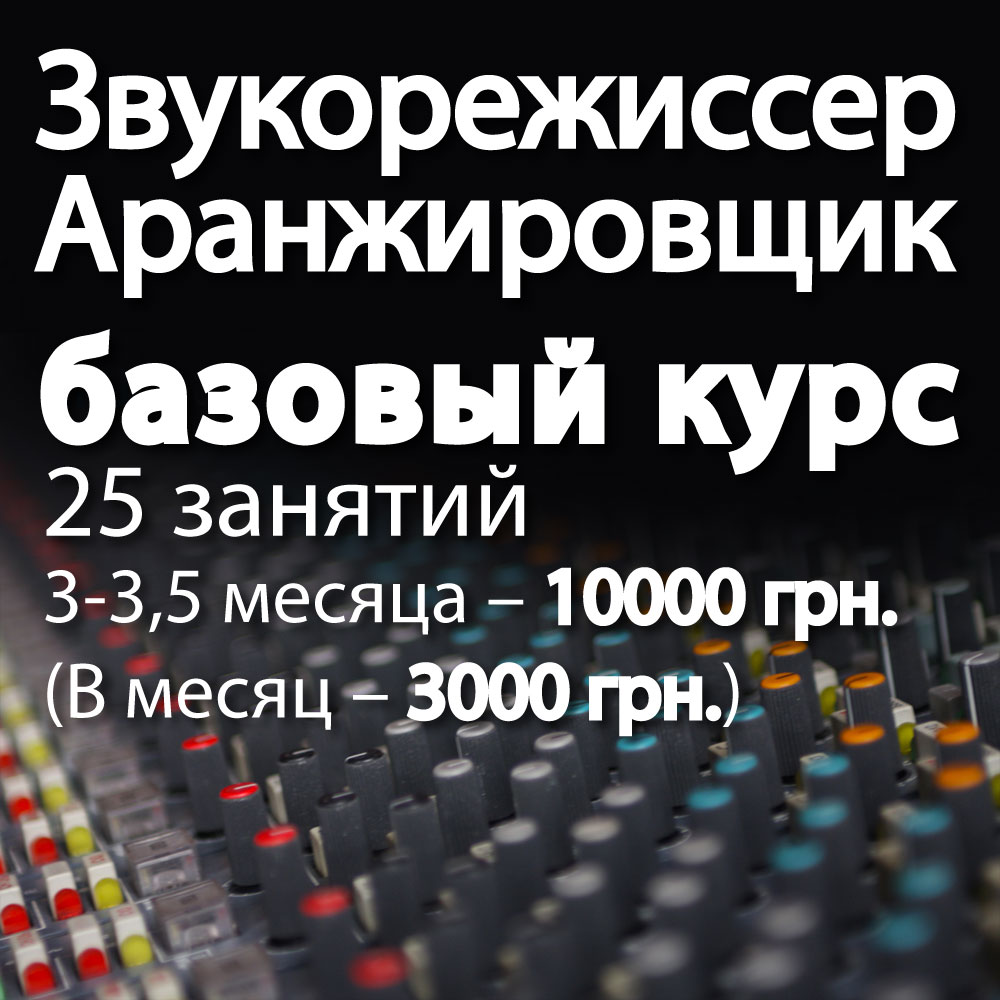 Звукорежиссер
Аранжировщик
базовый курс
25 занятий
3-3,5 месяца – 10000 грн.
(В месяц – 3000 грн.)